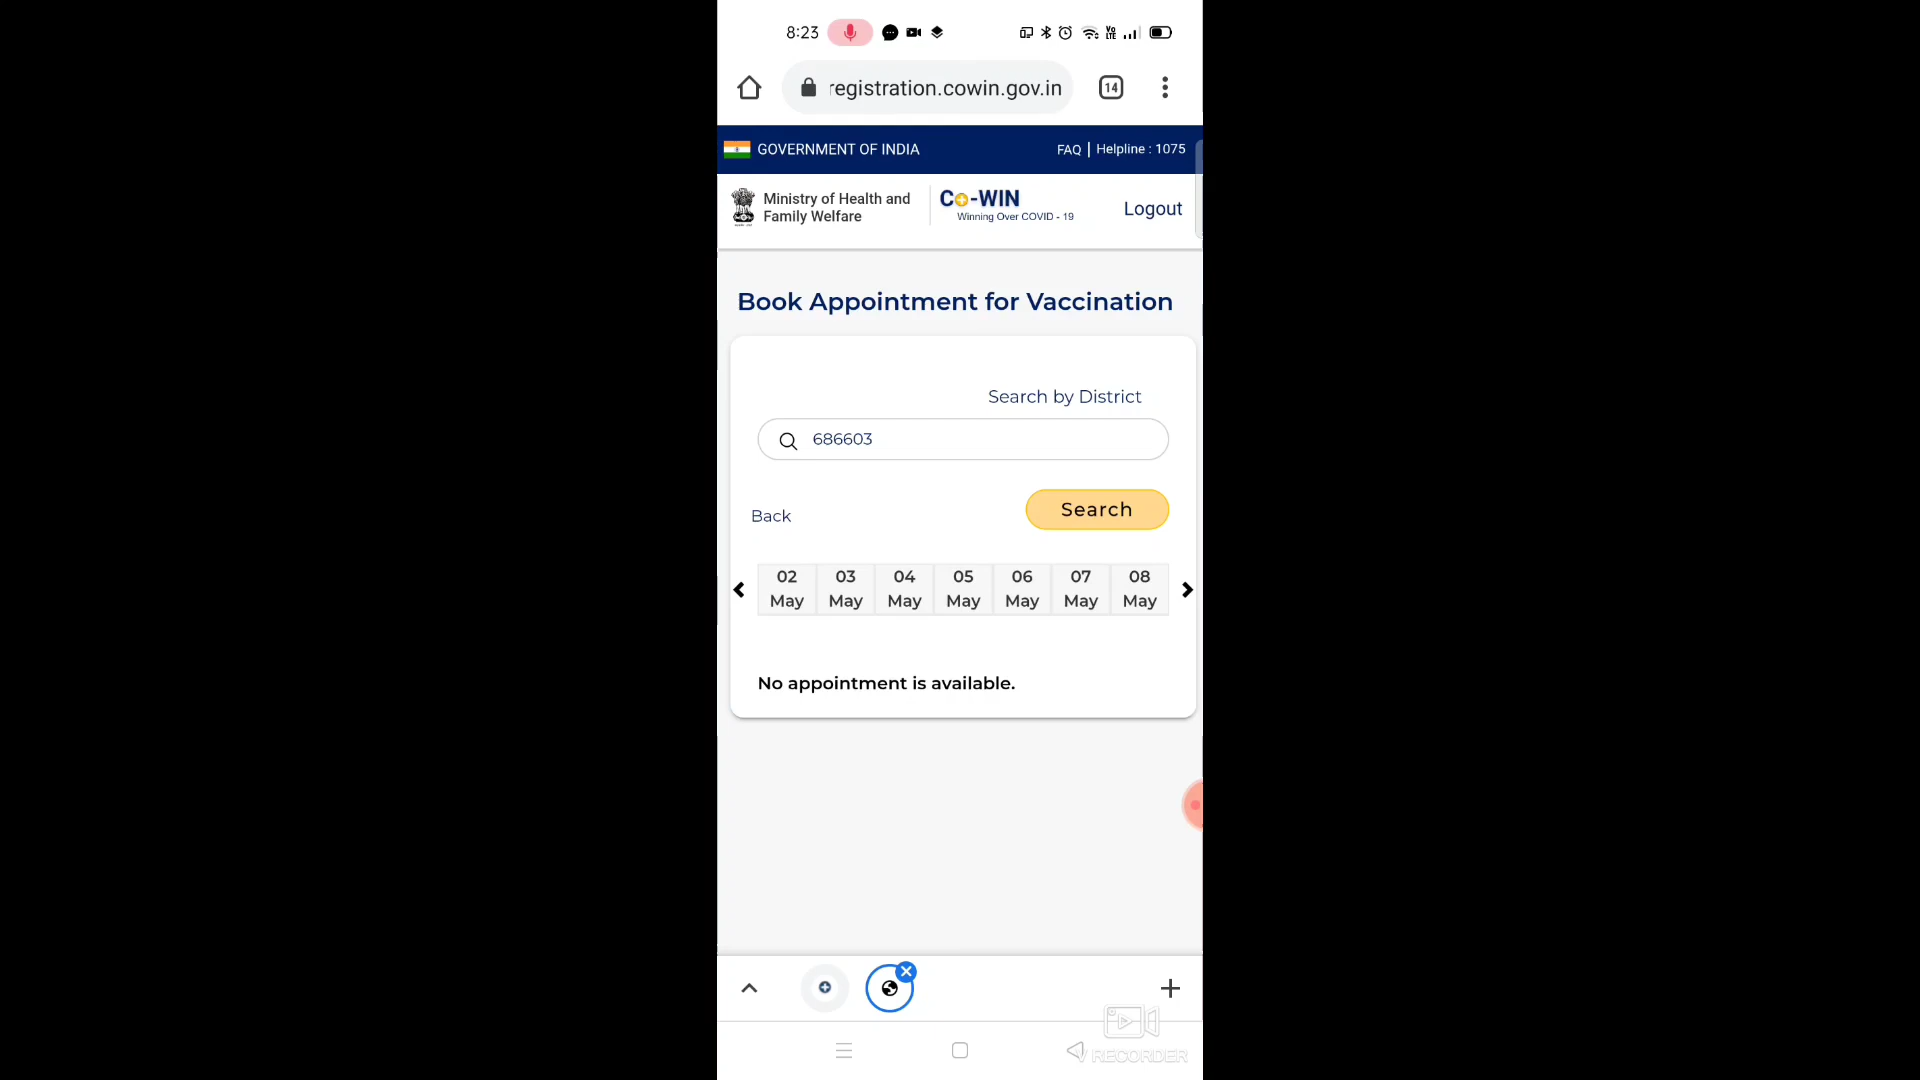 8:23
registration.cowin.gov.in
14
GOVERNMENT OF INDIA
FAQ | Helpline : 1075
Ministry of Health and
Family Welfare
Co-WIN
Winning Over COVID - 19
Logout
Book Appointment for Vaccination
Search by District
686603
Back
Search
02 03 04 05 06 07 08
May May May May May May May
No appointment is available.
V RECORDER